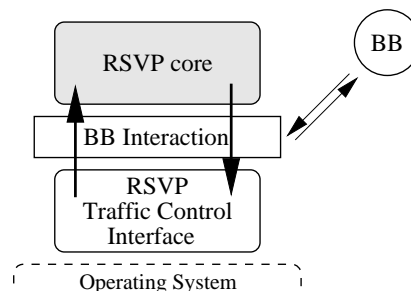 RSVP core
BB
BB Interaction
RSVP
Traffic Control
Interface
Operating System